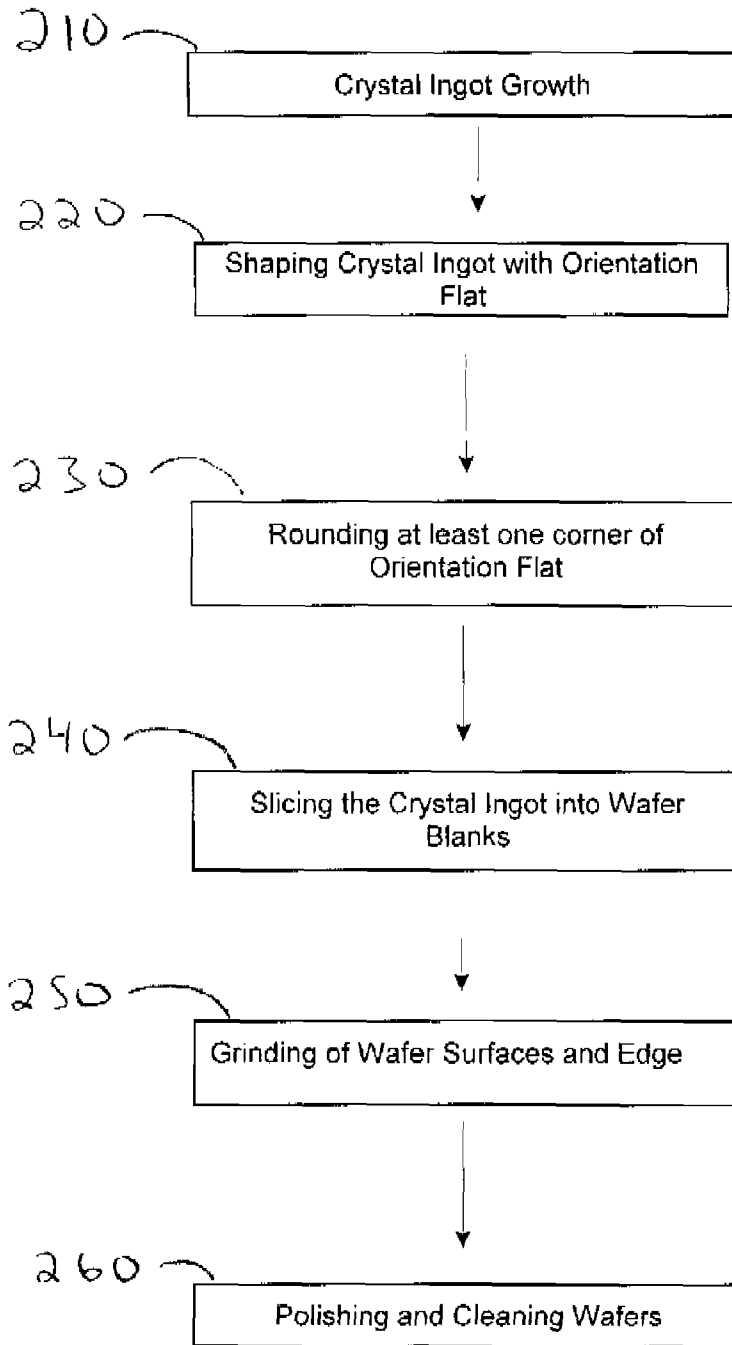 210
Crystal Ingot Growth
220
Shaping Crystal Ingot with Orientation
Flat
230
Rounding at least one corner of
Orientation Flat
240
Slicing the Crystal Ingot into Wafer
Blanks
250
Grinding of Wafer Surfaces and Edge
260
Polishing and Cleaning Wafers